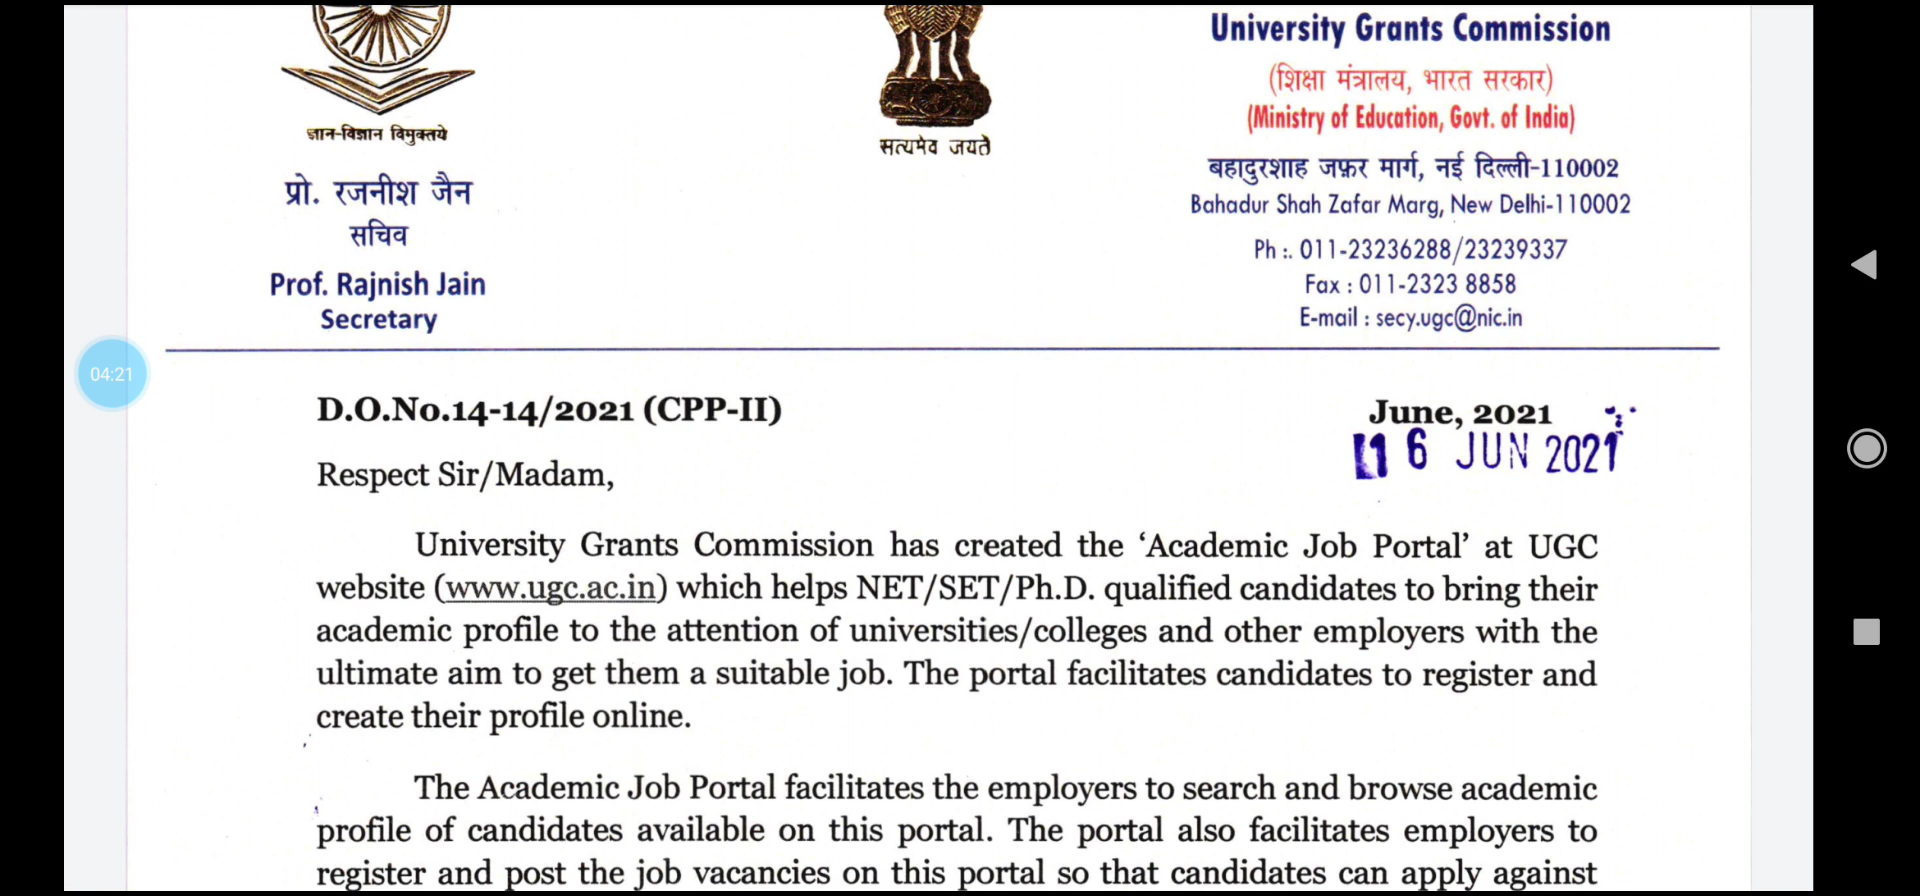 ज्ञान-विज्ञान विमुक्तये
प्रो. रजनीश जैन
सचिव
Prof. Rajnish Jain
Secretary
सत्यमेव जयते
University Grants Commission
(शिक्षा मंत्रालय, भारत सरकार)
(Ministry of Education, Govt. of India)
बहादुरशाह ज़फ़र मार्ग, नई दिल्ली-110002
Bahadur Shah Zafar Marg, New Delhi-110002
Ph :. 011-23236288/23239337
Fax : 011-2323 8858
E-mail : secy.ugc@nic.in
04:21
D.O.No.14-14/2021 (CPP-II)
June, 2021
16 JUN 2021
Respect Sir/Madam,
University Grants Commission has created the ‘Academic Job Portal’ at UGC
website (www.ugc.ac.in) which helps NET/SET/Ph.D. qualified candidates to bring their
academic profile to the attention of universities/colleges and other employers with the
ultimate aim to get them a suitable job. The portal facilitates candidates to register and
create their profile online.
The Academic Job Portal facilitates the employers to search and browse academic
profile of candidates available on this portal. The portal also facilitates employers to
register and post the job vacancies on this portal so that candidates can apply against